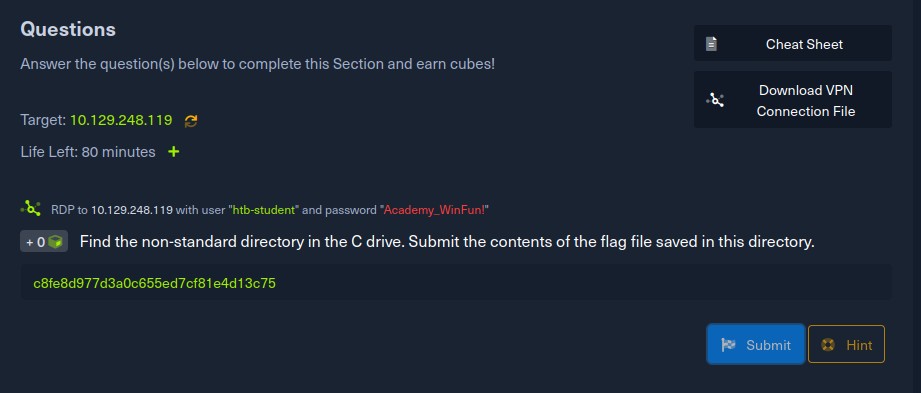 Questions
Answer the question(s) below to complete this Section and earn cubes!
Cheat Sheet
Download VPN
Connection File
Target: 10.129.248.119
Life Left: 80 minutes +
RDP to 10.129.248.119 with user "htb-student" and password "Academy_WinFun!"
+ 0 Find the non-standard directory in the C drive. Submit the contents of the flag file saved in this directory.
c8fe8d977d3a0c655ed7cf81e4d13c75
Submit
Hint